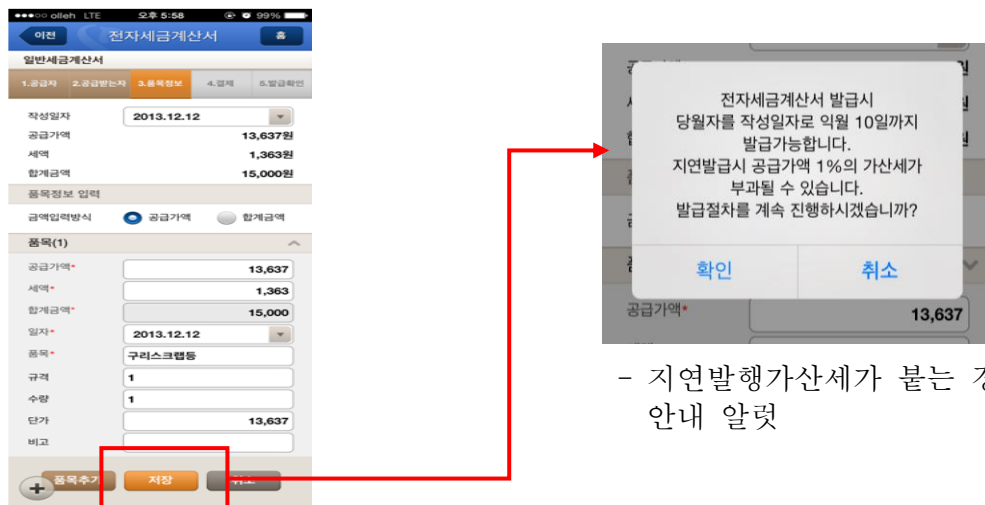 olleh LTE 오후 5:58 99%
이전 전자세금계산서 홈
일반세금계산서
1.공급자 2.공급받는자 3.품목정보 4.결제 5.발급확인
작성일자 2013.12.12
공급가액 13,637원
세액 1,363원
합계금액 15,000원
품목정보 입력
금액입력방식 공급가액 합계금액
품목(1)
공급가액* 13,637
세액* 1,363
합계금액* 15,000
일자* 2013.12.12
품목* 구리스크랩등
규격 1
수량 1
단가 13,637
비고
품목추가 저장 취소
전자세금계산서 발급시
당월자를 작성일자로 익월 10일까지
발급가능합니다.
지연발급시 공급가액 1%의 가산세가
부과될 수 있습니다.
발급절차를 계속 진행하시겠습니까?
확인 취소
공급가액* 13,637
- 지연발행가산세가 붙는
안내 알럿